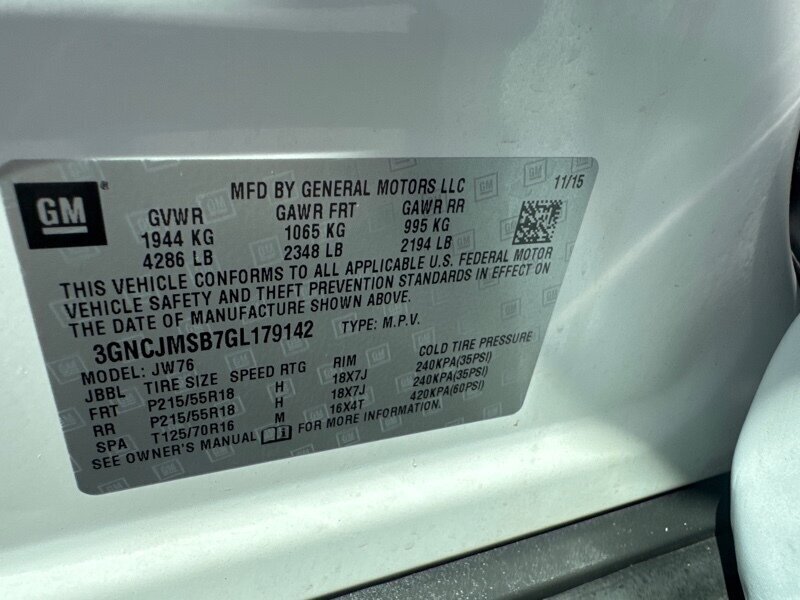 GM
MFD BY GENERAL MOTORS LLC 11/15
GVWR GAWR FRT GAWR RR
1944 KG 1065 KG 995 KG
4286 LB 2348 LB 2194 LB
THIS VEHICLE CONFORMS TO ALL APPLICABLE U.S. FEDERAL MOTOR
VEHICLE SAFETY AND THEFT PREVENTION STANDARDS IN EFFECT ON
THE DATE OF MANUFACTURE SHOWN ABOVE.
3GNCJMSB7GL179142 TYPE: M.P.V.
MODEL: JW76
JBBL TIRE SIZE SPEED RTG RIM COLD TIRE PRESSURE
FRT P215/55R18 H 18X7J 240KPA(35PSI)
RR P215/55R18 H 18X7J 240KPA(35PSI)
SPA T125/70R16 M 16X4T 420KPA(60PSI)
SEE OWNER'S MANUAL FOR MORE INFORMATION